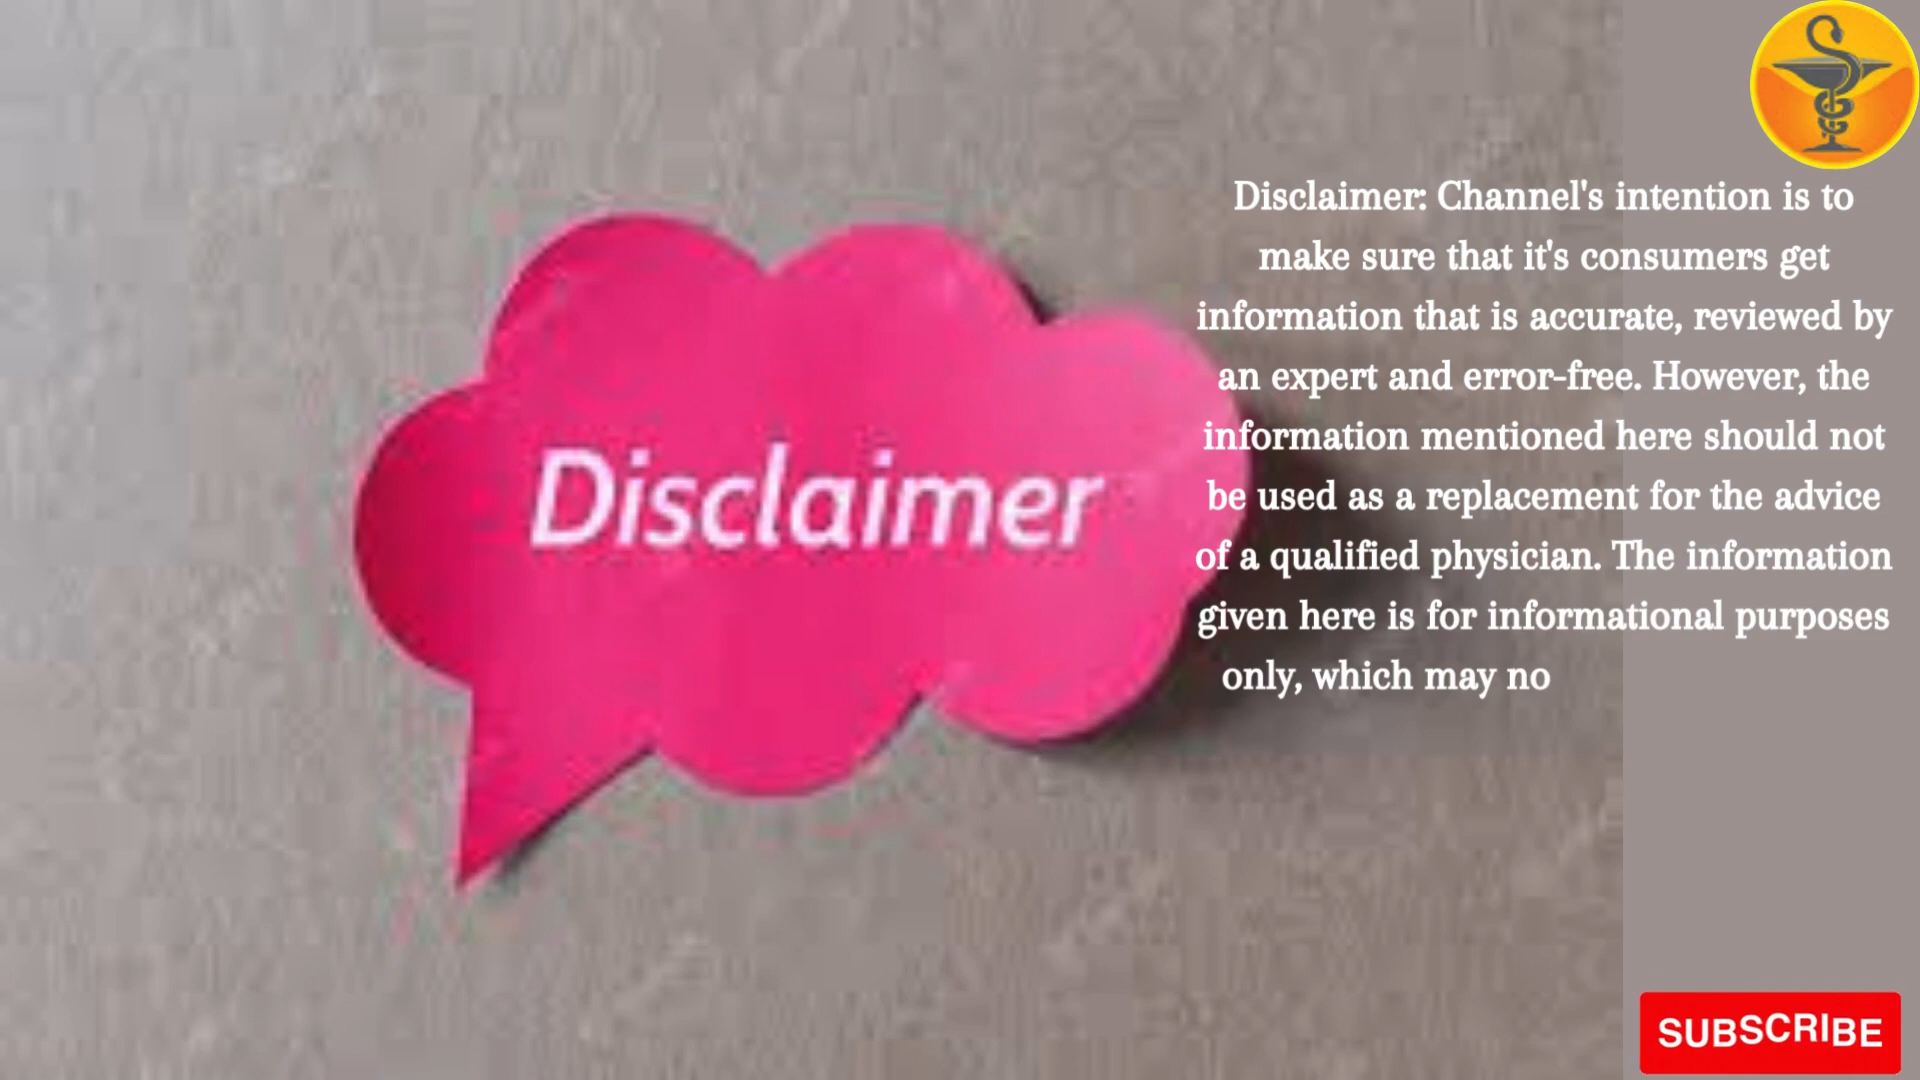 Disclaimer
Disclaimer: Channel's intention is to
make sure that it's consumers get
information that is accurate, reviewed by
an expert and error-free. However, the
information mentioned here should not
be used as a replacement for the advice
of a qualified physician. The information
given here is for informational purposes
only, which may no
SUBSCRIBE